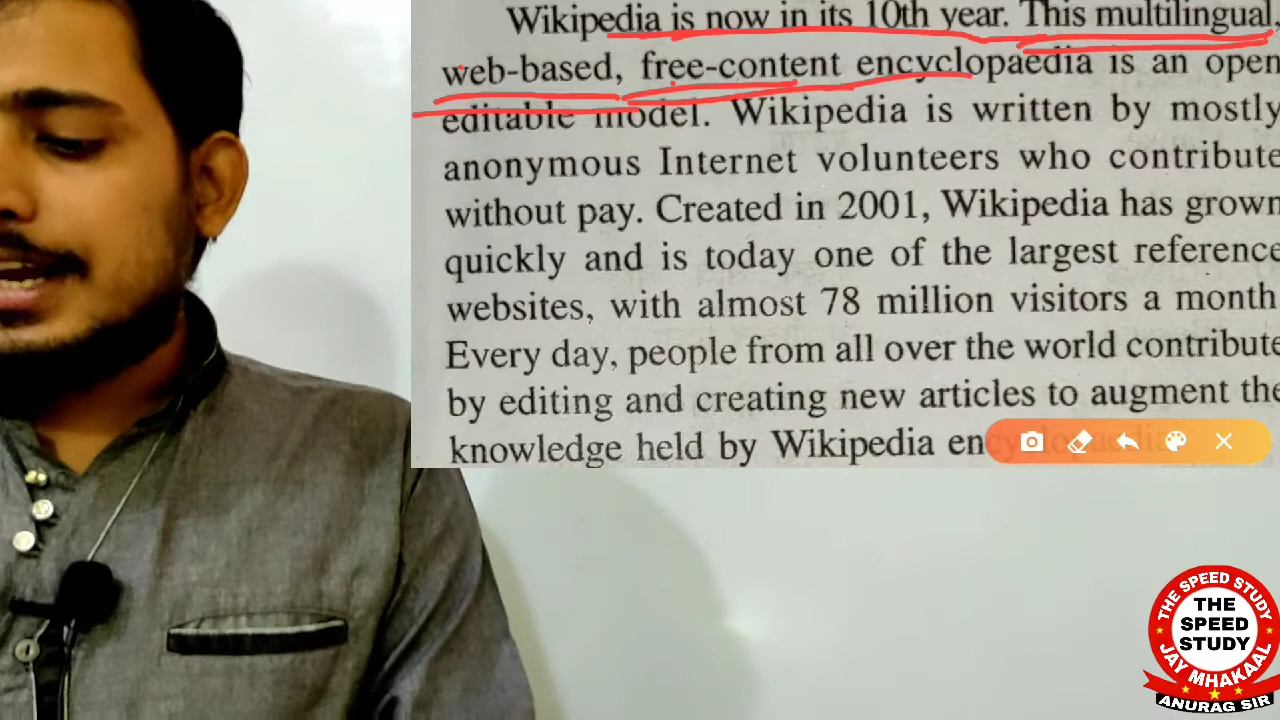 Wikipedia is now in its 10th year. This multilingual,
web-based, free-content encyclopaedia is an open
editable model. Wikipedia is written by mostly
anonymous Internet volunteers who contribute
without pay. Created in 2001, Wikipedia has grown
quickly and is today one of the largest reference
websites, with almost 78 million visitors a month
Every day, people from all over the world contribute
by editing and creating new articles to augment the
knowledge held by Wikipedia encyclopaedia
THE SPEED STUDY
THE
SPEED
STUDY
JAY MHAKAAL
ANURAG SIR